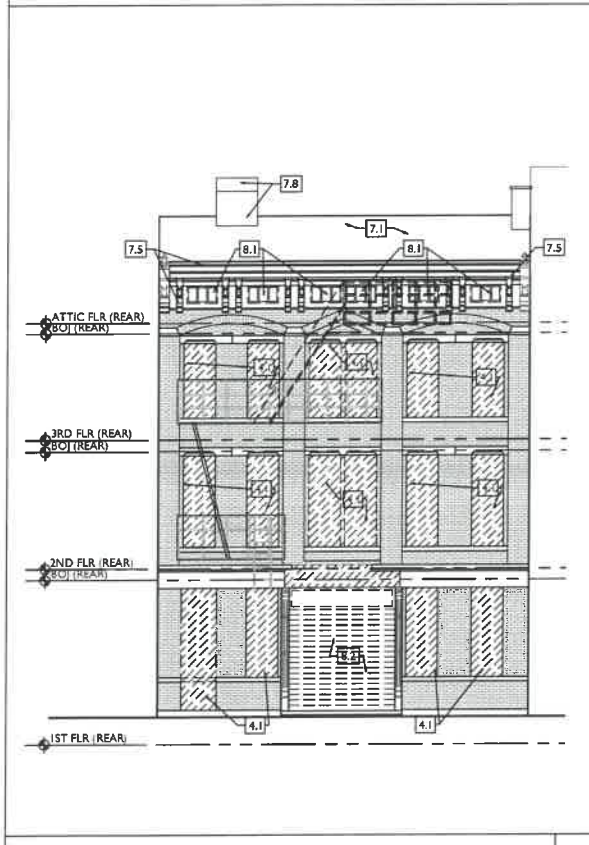 7.8
7.1
7.5 8.1 8.1 7.5
ATTIC FLR (REAR)
BOJ (REAR)
3RD FLR (REAR)
BOJ (REAR)
2ND FLR (REAR)
BOJ (REAR)
4.1 4.1
1ST FLR (REAR)